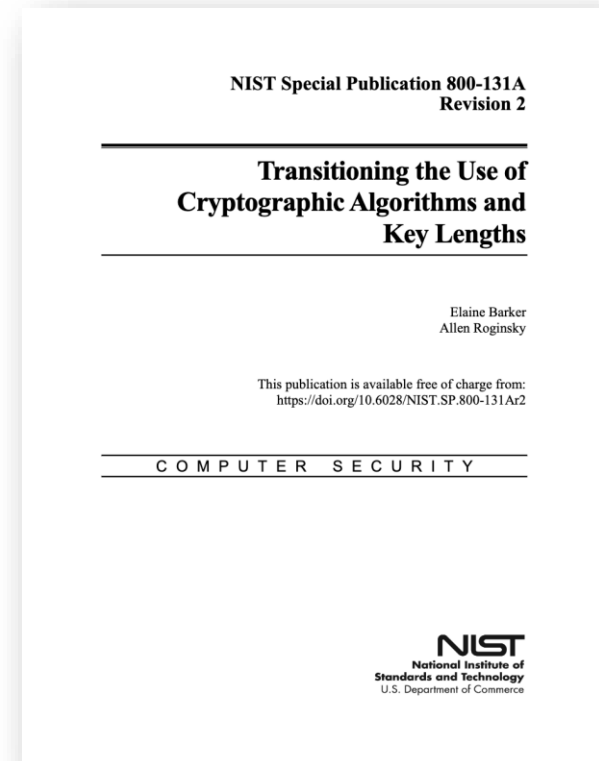 NIST Special Publication 800-131A
Revision 2
Transitioning the Use of
Cryptographic Algorithms and
Key Lengths
Elaine Barker
Allen Roginsky
This publication is available free of charge from:
https://doi.org/10.6028/NIST.SP.800-131Ar2
COMPUTER SECURITY
NIST
National Institute of
Standards and Technology
U.S. Department of Commerce